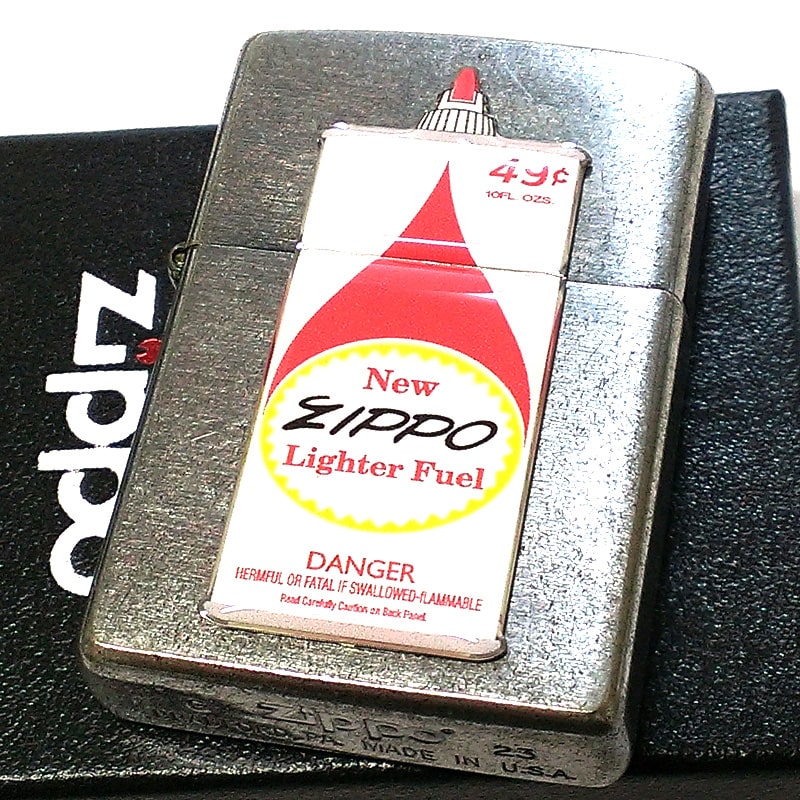 49¢
10FL. OZS.
New
ZIPPO
Lighter Fuel
DANGER
HERMFUL OR FATAL IF SWALLOWED-FLAMMABLE
Read Carefully Caution on Back Panel.
zippo
Zippo
PA. MADE IN U.S.A.
23